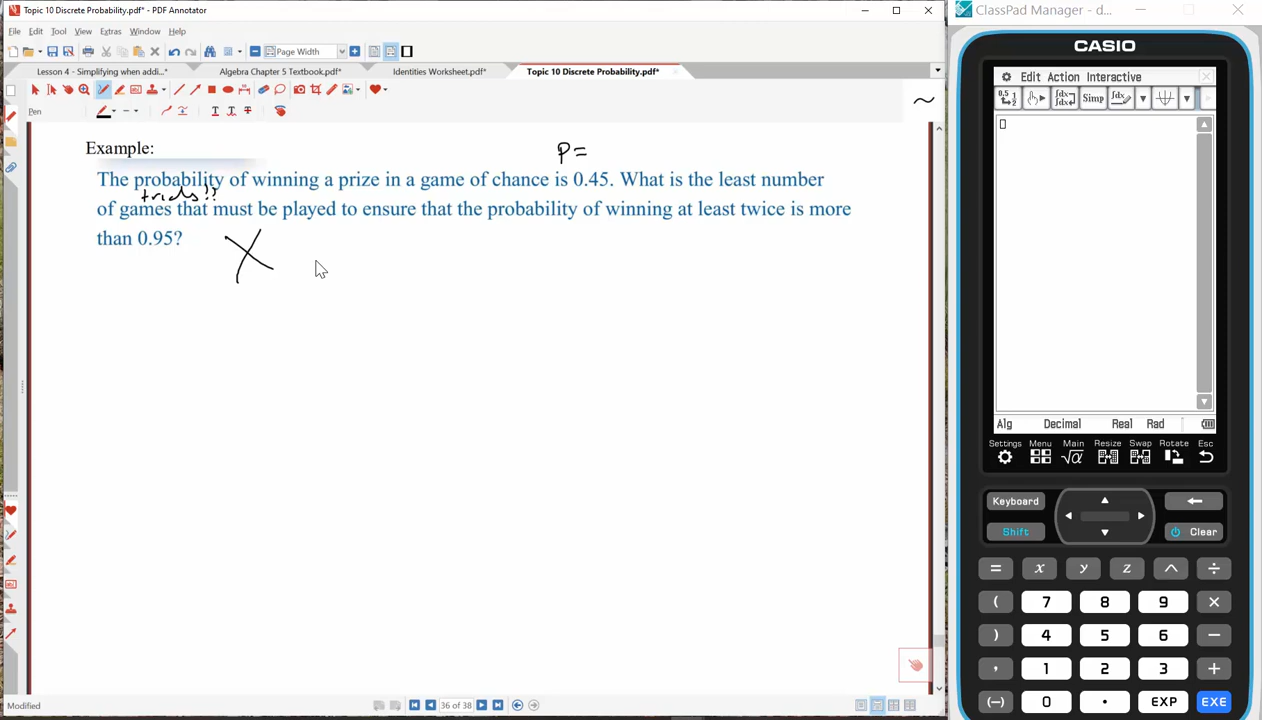 Topic 10 Discrete Probability.pdf* - PDF Annotator
ClassPad Manager - d...
File Edit Tool View Extras Window Help
Page Width
Lesson 4 - Simplifying when addi...* Algebra Chapter 5 Textbook.pdf* Identities Worksheet.pdf* Topic 10 Discrete Probability.pdf*
Pen
Example:
p=
The probability of winning a prize in a game of chance is 0.45. What is the least number
trials!!
of games that must be played to ensure that the probability of winning at least twice is more
than 0.95?
X
36 of 38
Modified
CASIO
Edit Action Interactive
Simp
Alg Decimal Real Rad
Settings Menu Main Resize Swap Rotate Esc
Keyboard
Shift Clear
= x y z ^ ÷
( 7 8 9 ×
) 4 5 6 −
, 1 2 3 +
(−) 0 . EXP EXE